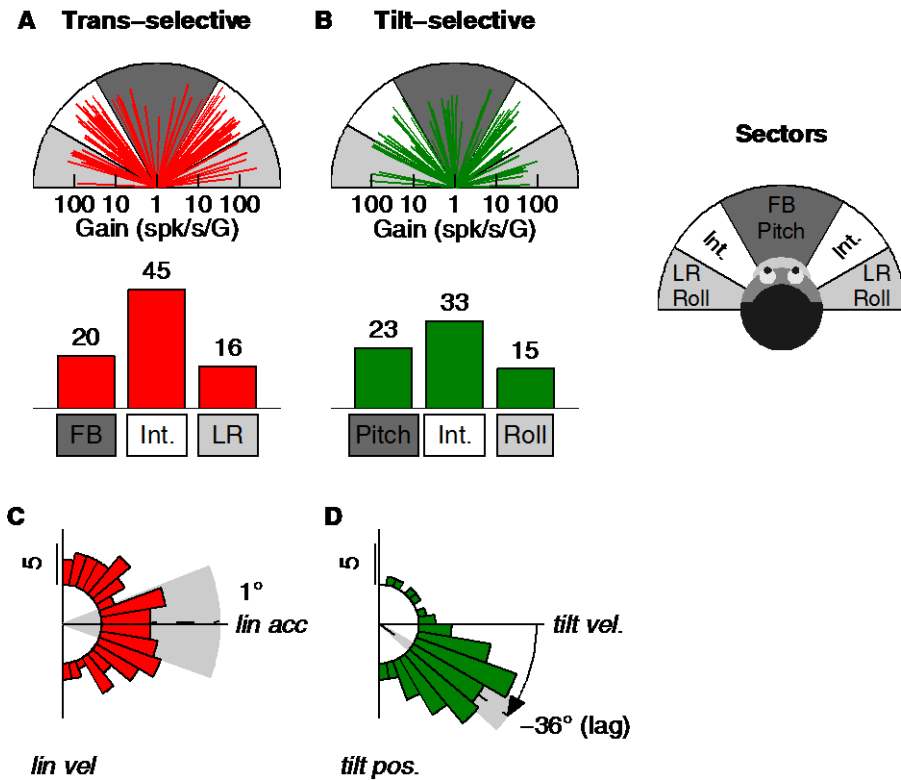 A Trans–selective
B Tilt–selective
100 10 1 10 100
Gain (spk/s/G)
100 10 1 10 100
Gain (spk/s/G)
Sectors
FB
Pitch
Int.
Int.
LR
Roll
LR
Roll
20
45
16
FB
Int.
LR
23
33
15
Pitch
Int.
Roll
C
5
1°
lin acc
lin vel
D
5
tilt vel.
−36° (lag)
tilt pos.